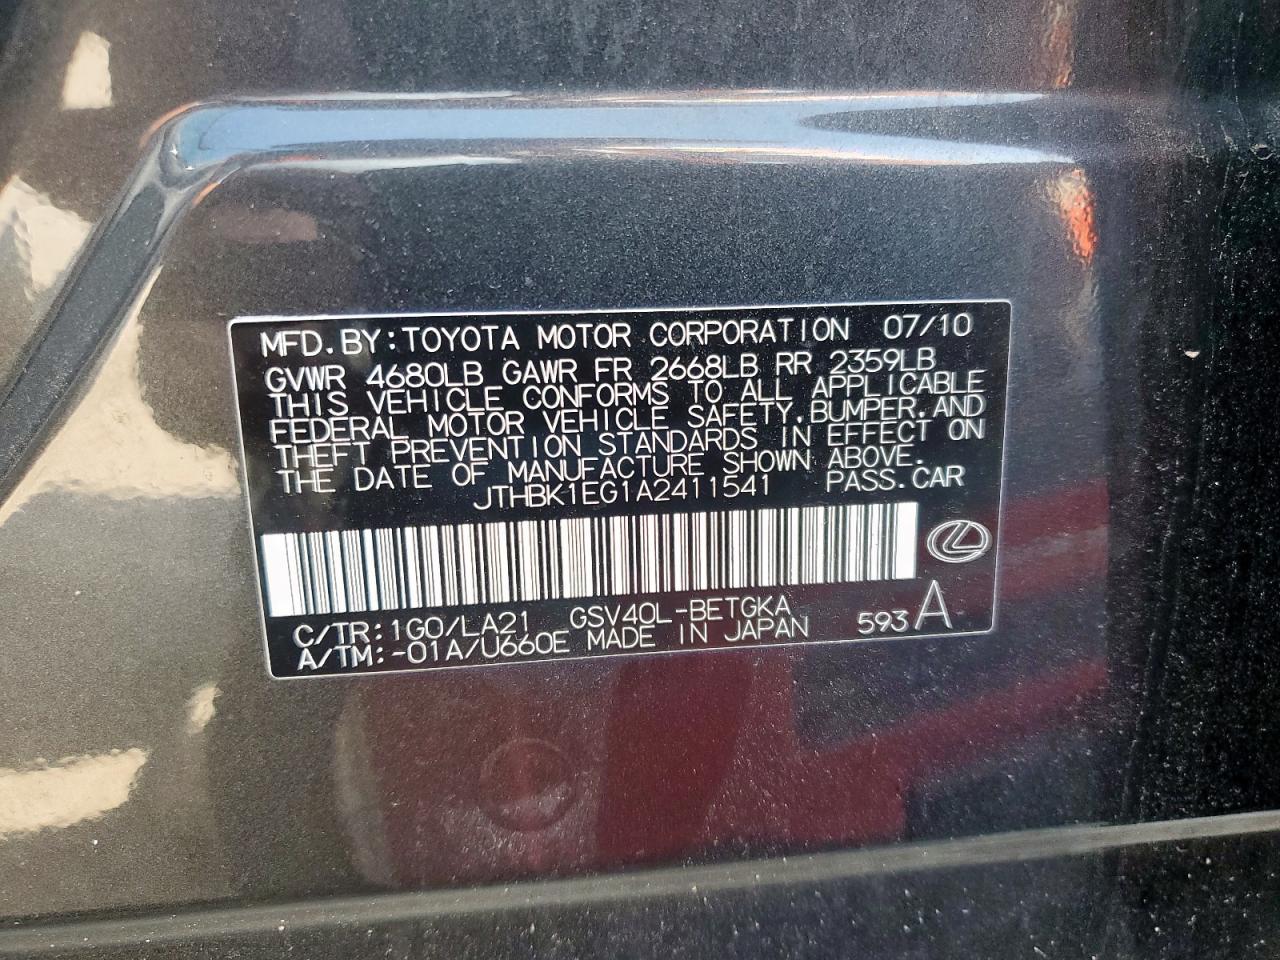 MFD. BY: TOYOTA MOTOR CORPORATION 07/10
GVWR 4680LB GAWR FR 2668LB RR 2359LB
THIS VEHICLE CONFORMS TO ALL APPLICABLE
FEDERAL MOTOR VEHICLE SAFETY, BUMPER, AND
THEFT PREVENTION STANDARDS IN EFFECT ON
THE DATE OF MANUFACTURE SHOWN ABOVE.
JTHBK1EG1A2411541 PASS.CAR
C/TR: 1G0/LA21 GSV40L-BETGKA
A/TM: -01A/U660E MADE IN JAPAN 593 A